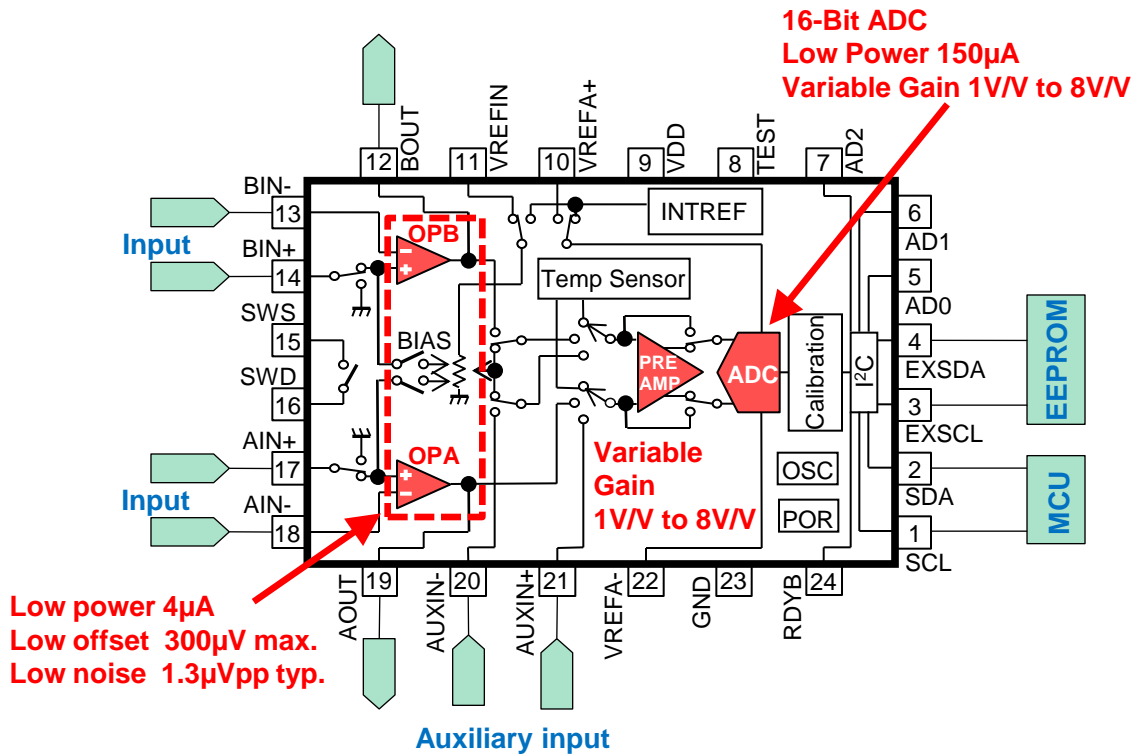 16-Bit ADC
Low Power 150µA
Variable Gain 1V/V to 8V/V
BOUT
VREFIN
VREFA+
VDD
TEST
AD2
12
11
10
9
8
7
BIN-
13
Input
BIN+
14
SWS
15
SWD
16
AIN+
17
Input
AIN-
18
OPB
INTREF
Temp Sensor
BIAS
PRE
AMP
ADC
Calibration
I²C
OPA
Variable
Gain
1V/V to 8V/V
OSC
POR
6
AD1
5
AD0
4
EXSDA
3
EXSCL
2
SDA
1
SCL
EEPROM
MCU
19
20
21
22
23
24
AOUT
AUXIN-
AUXIN+
VREFA-
GND
RDYB
Low power 4µA
Low offset 300µV max.
Low noise 1.3µVpp typ.
Auxiliary input